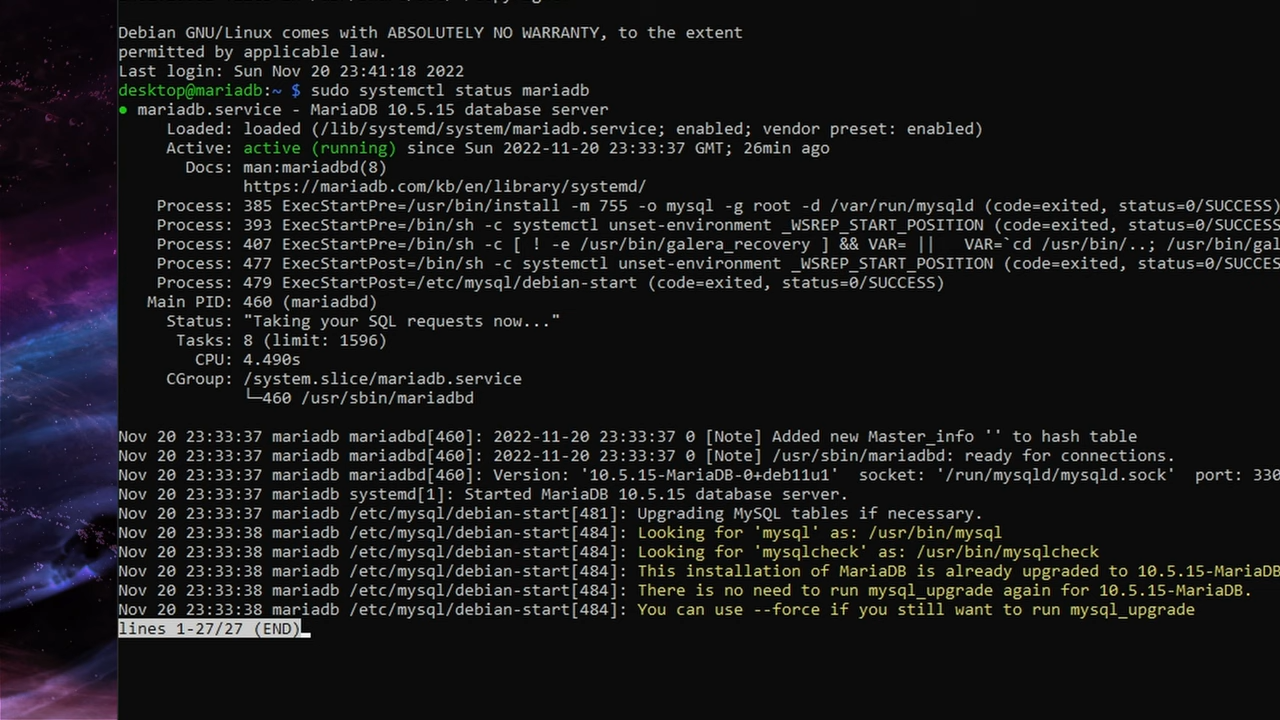 Debian GNU/Linux comes with ABSOLUTELY NO WARRANTY, to the extent
permitted by applicable law.
Last login: Sun Nov 20 23:41:18 2022
desktop@mariadb:~ $ sudo systemctl status mariadb
● mariadb.service - MariaDB 10.5.15 database server
Loaded: loaded (/lib/systemd/system/mariadb.service; enabled; vendor preset: enabled)
Active: active (running) since Sun 2022-11-20 23:33:37 GMT; 26min ago
Docs: man:mariadbd(8)
https://mariadb.com/kb/en/library/systemd/
Process: 385 ExecStartPre=/usr/bin/install -m 755 -o mysql -g root -d /var/run/mysqld (code=exited, status=0/SUCCESS)
Process: 393 ExecStartPre=/bin/sh -c systemctl unset-environment _WSREP_START_POSITION (code=exited, status=0/SUCCES
Process: 407 ExecStartPre=/bin/sh -c [ ! -e /usr/bin/galera_recovery ] && VAR= || VAR=`cd /usr/bin/..; /usr/bin/gal
Process: 477 ExecStartPost=/bin/sh -c systemctl unset-environment _WSREP_START_POSITION (code=exited, status=0/SUCCES
Process: 479 ExecStartPost=/etc/mysql/debian-start (code=exited, status=0/SUCCESS)
Main PID: 460 (mariadbd)
Status: "Taking your SQL requests now..."
Tasks: 8 (limit: 1596)
CPU: 4.490s
CGroup: /system.slice/mariadb.service
└─460 /usr/sbin/mariadbd
Nov 20 23:33:37 mariadb mariadbd[460]: 2022-11-20 23:33:37 0 [Note] Added new Master_info '' to hash table
Nov 20 23:33:37 mariadb mariadbd[460]: 2022-11-20 23:33:37 0 [Note] /usr/sbin/mariadbd: ready for connections.
Nov 20 23:33:37 mariadb mariadbd[460]: Version: '10.5.15-MariaDB-0+deb11u1' socket: '/run/mysqld/mysqld.sock' port: 330
Nov 20 23:33:37 mariadb systemd[1]: Started MariaDB 10.5.15 database server.
Nov 20 23:33:37 mariadb /etc/mysql/debian-start[481]: Upgrading MySQL tables if necessary.
Nov 20 23:33:38 mariadb /etc/mysql/debian-start[484]: Looking for 'mysql' as: /usr/bin/mysql
Nov 20 23:33:38 mariadb /etc/mysql/debian-start[484]: Looking for 'mysqlcheck' as: /usr/bin/mysqlcheck
Nov 20 23:33:38 mariadb /etc/mysql/debian-start[484]: This installation of MariaDB is already upgraded to 10.5.15-MariaDB
Nov 20 23:33:38 mariadb /etc/mysql/debian-start[484]: There is no need to run mysql_upgrade again for 10.5.15-MariaDB.
Nov 20 23:33:38 mariadb /etc/mysql/debian-start[484]: You can use --force if you still want to run mysql_upgrade
lines 1-27/27 (END)